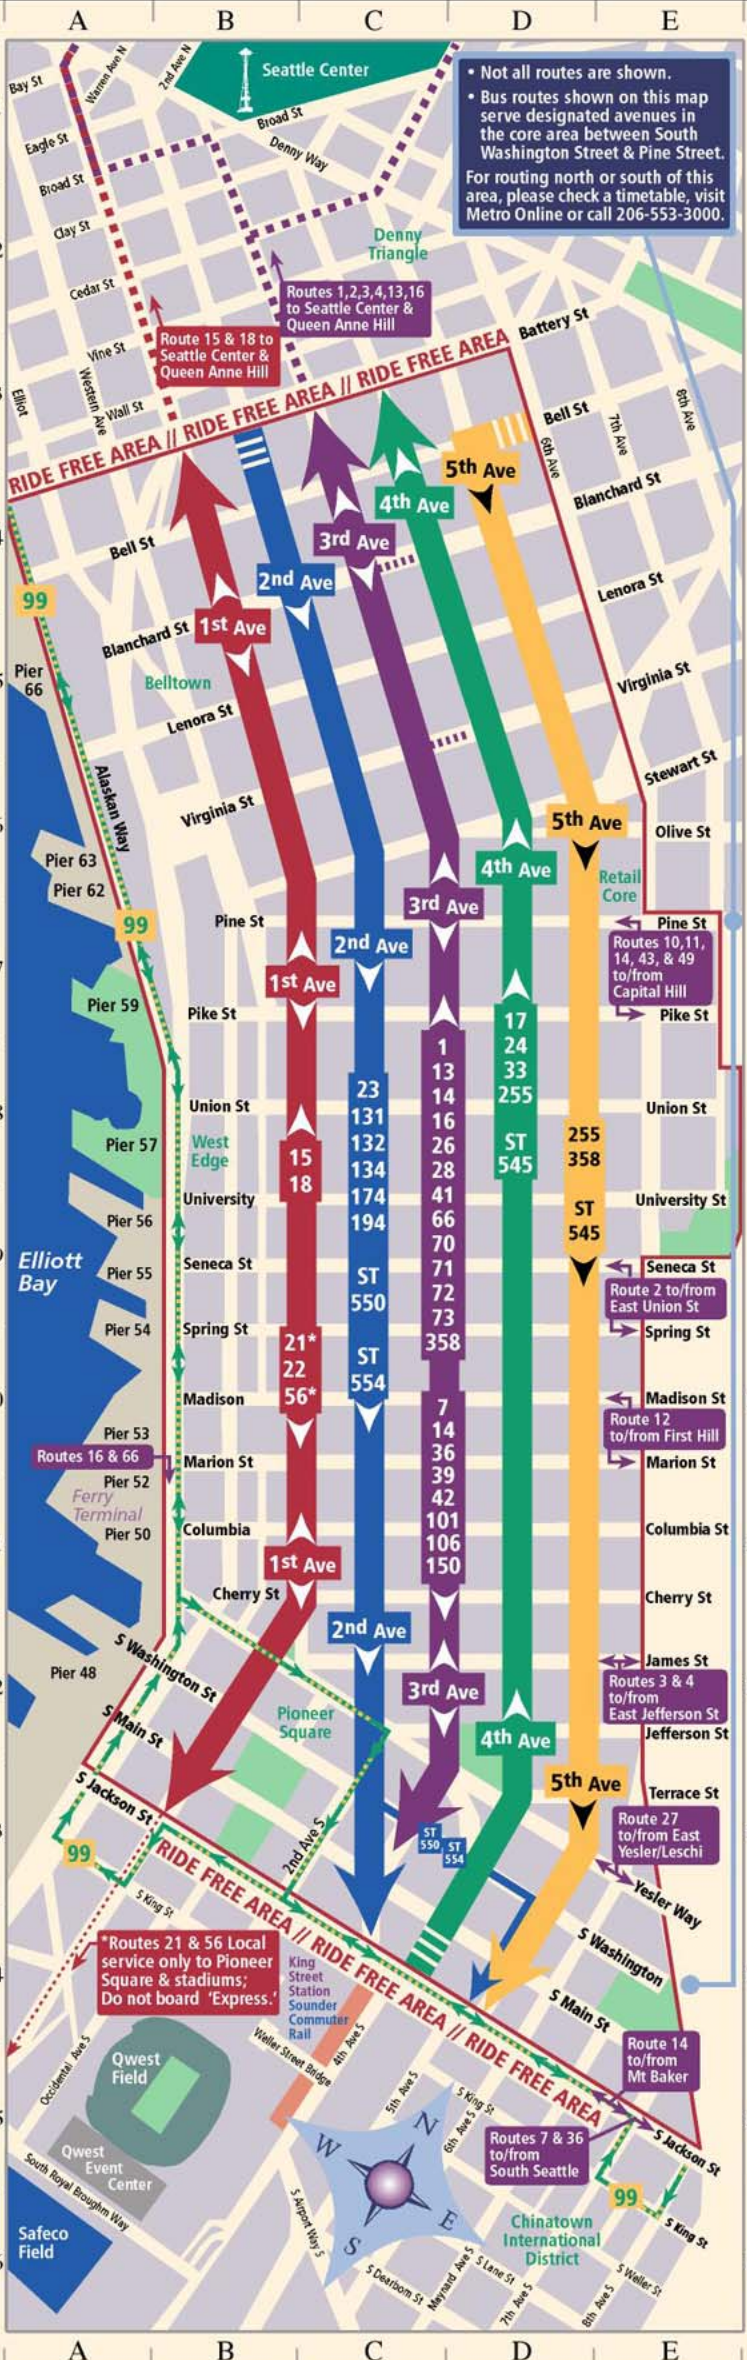 A B C D E
Bay St
Warren Ave N
2nd Ave N
Seattle Center
• Not all routes are shown.
• Bus routes shown on this map
serve designated avenues in
the core area between South
Washington Street & Pine Street.
For routing north or south of this
area, please check a timetable, visit
Metro Online or call 206-553-3000.
Eagle St
Broad St
Denny Way
Broad St
Clay St
Denny
Triangle
Cedar St
Routes 1,2,3,4,13,16
to Seattle Center &
Queen Anne Hill
Route 15 & 18 to
Seattle Center &
Queen Anne Hill
Battery St
Vine St
Elliot
Western Ave
Wall St
RIDE FREE AREA // RIDE FREE AREA // RIDE FREE AREA
Bell St
6th Ave
7th Ave
8th Ave
5th Ave
4th Ave
3rd Ave
Blanchard St
Bell St
2nd Ave
Lenora St
99
1st Ave
Blanchard St
Pier
66
Belltown
Virginia St
Lenora St
Alaskan Way
Stewart St
Virginia St
5th Ave
Olive St
Pier 63
Pier 62
4th Ave
Retail
Core
3rd Ave
99
Pine St
2nd Ave
Pine St
Routes 10,11,
14, 43, & 49
to/from
Capital Hill
1st Ave
Pier 59
Pike St
Pike St
17
24
33
255
ST
545
1
13
14
16
26
28
41
66
70
71
72
73
358
23
131
132
134
174
194
ST
550
ST
554
Union St
Union St
Pier 57
West
Edge
15
18
255
358
ST
545
University
University St
Pier 56
Elliott
Bay
Seneca St
Seneca St
Pier 55
Route 2 to/from
East Union St
Pier 54
Spring St
Spring St
21*
22
56*
Madison
Madison St
7
14
36
39
42
101
106
150
Route 12
to/from First Hill
Pier 53
Routes 16 & 66
Marion St
Marion St
Pier 52
Ferry
Terminal
Pier 50
Columbia
Columbia St
1st Ave
Cherry St
Cherry St
2nd Ave
S Washington St
James St
Pier 48
3rd Ave
Routes 3 & 4
to/from
East Jefferson St
S Main St
Pioneer
Square
4th Ave
Jefferson St
S Jackson St
5th Ave
Terrace St
Route 27
to/from East
Yesler/Leschi
2nd Ave S
ST
550
ST
554
99
RIDE FREE AREA // RIDE FREE AREA // RIDE FREE AREA // RIDE FREE AREA
S King St
Yesler Way
S Washington
S Main St
*Routes 21 & 56 Local
service only to Pioneer
Square & stadiums;
Do not board 'Express.'
King
Street
Station
Sounder
Commuter
Rail
4th Ave S
Weller Street Bridge
Occidental Ave S
Qwest
Field
Route 14
to/from
Mt Baker
5th Ave S
S King St
6th Ave S
N
W
E
S
Routes 7 & 36
to/from
South Seattle
S Jackson St
Qwest
Event
Center
South Royal Broughm Way
99
S King St
Safeco
Field
S Airport Way S
Chinatown
International
District
S Dearborn St
Maynard Ave S
S Lane St
7th Ave S
8th Ave S
S Weller St
A B C D E